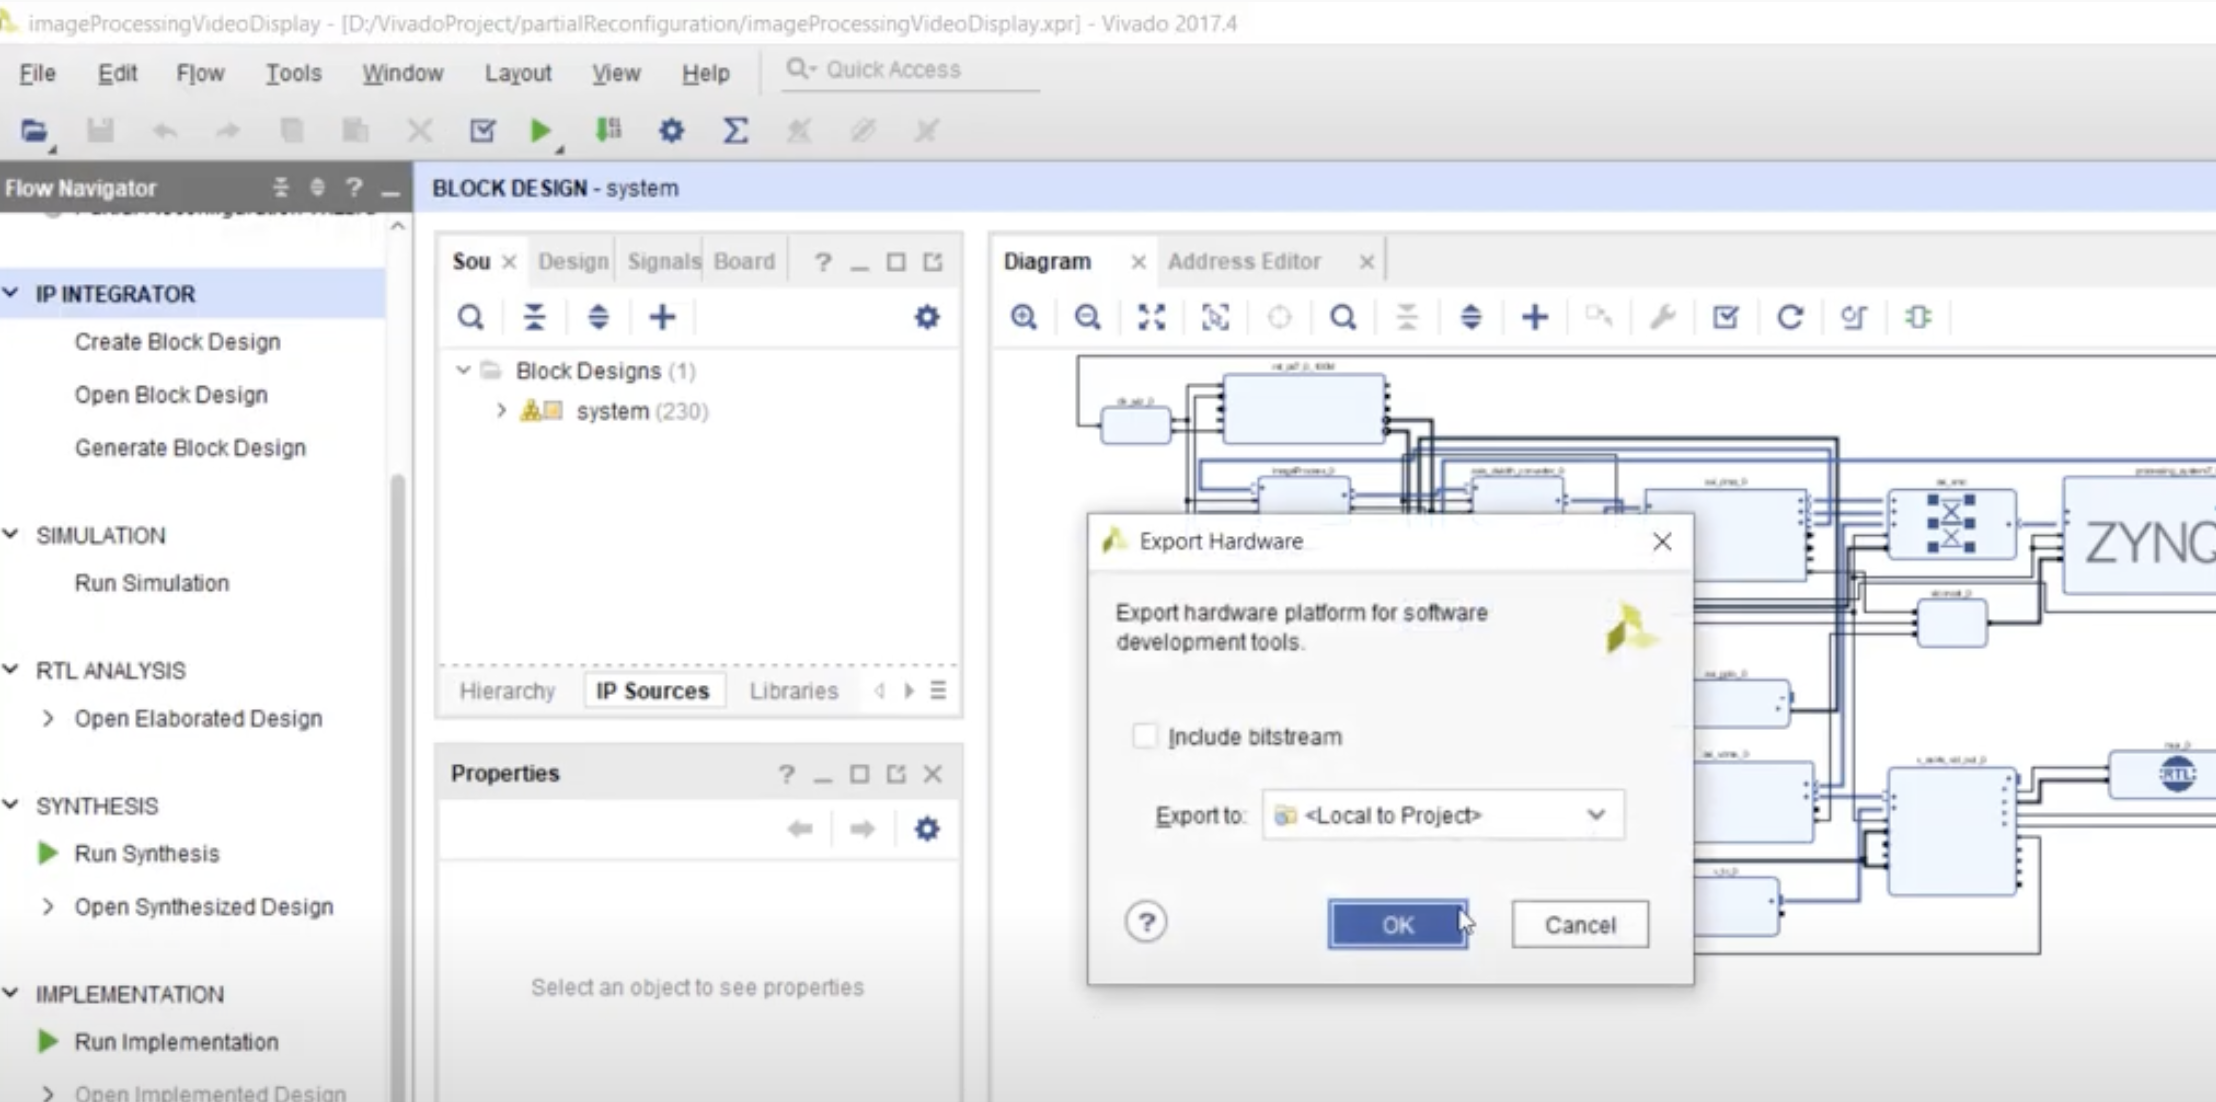 imageProcessingVideoDisplay - [D:/VivadoProject/partialReconfiguration/imageProcessingVideoDisplay.xpr] - Vivado 2017.4
File Edit Flow Tools Window Layout View Help Quick Access
Flow Navigator
BLOCK DESIGN - system
IP INTEGRATOR
Create Block Design
Open Block Design
Generate Block Design
SIMULATION
Run Simulation
RTL ANALYSIS
Open Elaborated Design
SYNTHESIS
Run Synthesis
Open Synthesized Design
IMPLEMENTATION
Run Implementation
Open Implemented Design
Sou Design Signals Board
Block Designs (1)
system (230)
Hierarchy IP Sources Libraries
Properties
Select an object to see properties
Diagram Address Editor
imageProcess_0
ZYNQ
RTL
Export Hardware
Export hardware platform for software
development tools.
Include bitstream
Export to: <Local to Project>
OK Cancel